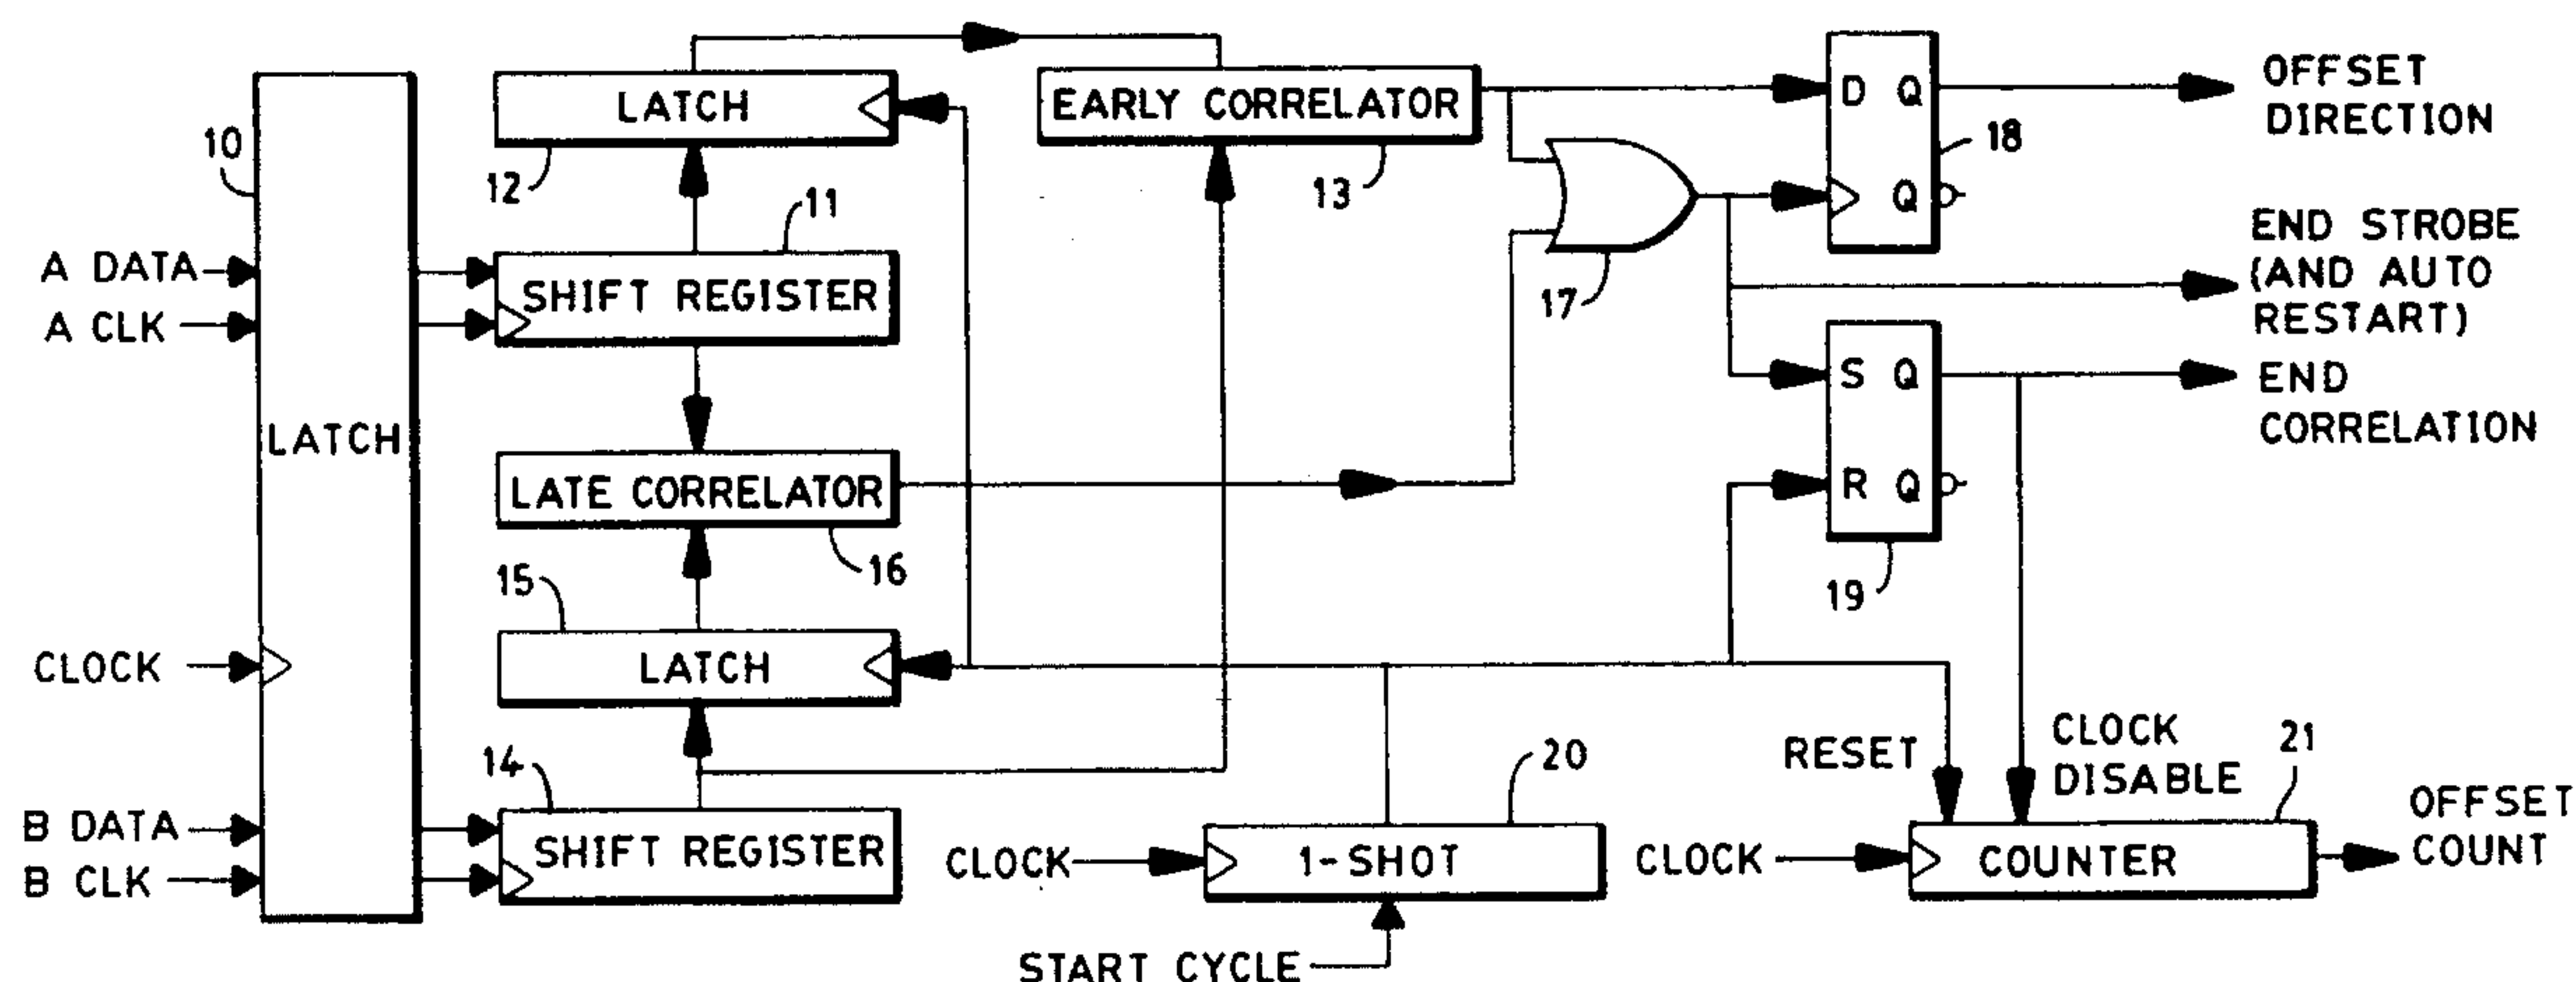 OFFSET
DIRECTION
LATCH
EARLY CORRELATOR
D Q
10
18
12
13
Q
11
END STROBE
(AND AUTO
RESTART)
A DATA
SHIFT REGISTER
17
A CLK
S Q
END
CORRELATION
LATCH
LATE CORRELATOR
R Q
16
15
19
CLOCK
LATCH
14
20
RESET
CLOCK
DISABLE
21
B DATA
SHIFT REGISTER
B CLK
CLOCK
1-SHOT
CLOCK
COUNTER
OFFSET
COUNT
START CYCLE